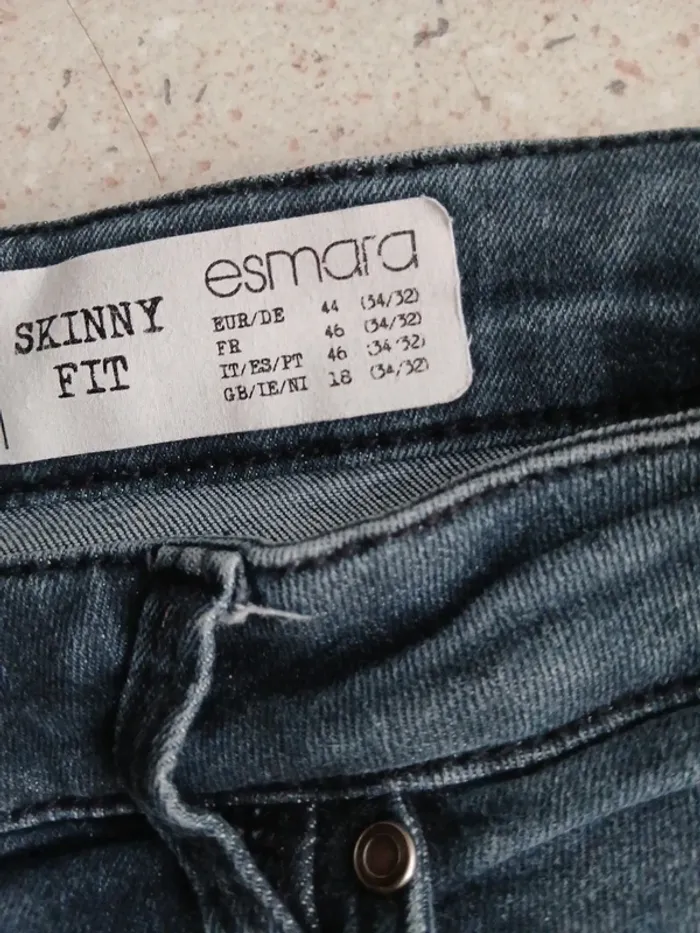 esmara
SKINNY
FIT
EUR/DE 44 (34/32)
FR 46 (34/32)
IT/ES/PT 46 (34/32)
GB/IE/NI 18 (34/32)